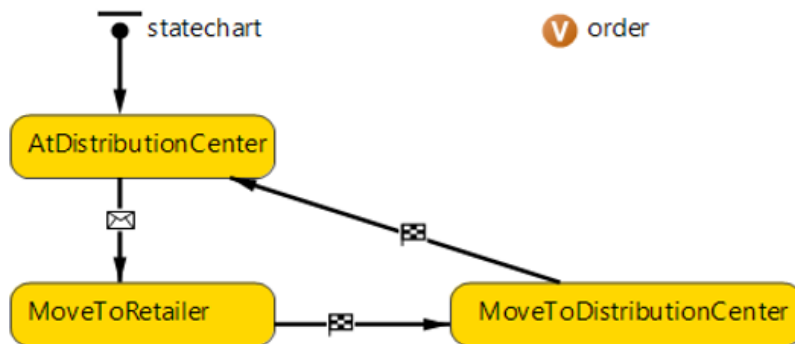 statechart
V order
AtDistributionCenter
MoveToRetailer
MoveToDistributionCenter